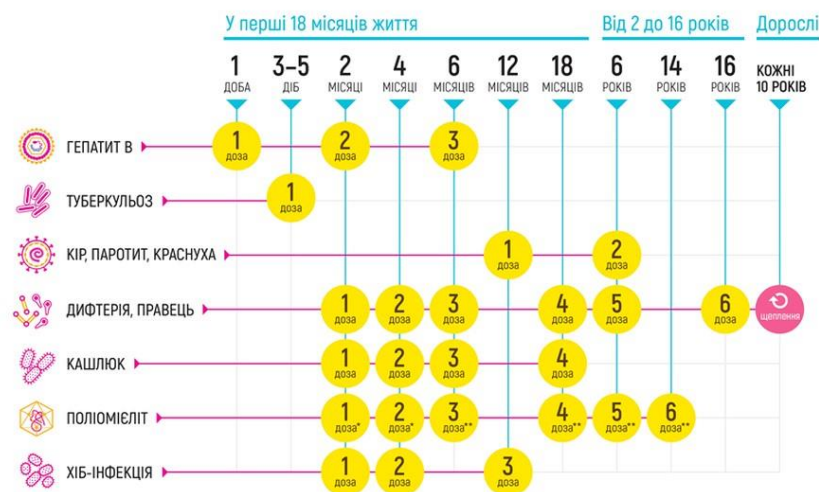 У перші 18 місяців життя
Від 2 до 16 років
Дорослі
1 ДОБА
3–5 ДІБ
2 МІСЯЦІ
4 МІСЯЦІ
6 МІСЯЦІВ
12 МІСЯЦІВ
18 МІСЯЦІВ
6 РОКІВ
14 РОКІВ
16 РОКІВ
КОЖНІ 10 РОКІВ
ГЕПАТИТ В
1 доза
2 доза
3 доза
ТУБЕРКУЛЬОЗ
1 доза
КІР, ПАРОТИТ, КРАСНУХА
1 доза
2 доза
ДИФТЕРІЯ, ПРАВЕЦЬ
1 доза
2 доза
3 доза
4 доза
5 доза
6 доза
щеплення
КАШЛЮК
1 доза
2 доза
3 доза
4 доза
ПОЛІОМІЄЛІТ
1 доза*
2 доза*
3 доза**
4 доза**
5 доза**
6 доза**
ХІБ-ІНФЕКЦІЯ
1 доза
2 доза
3 доза